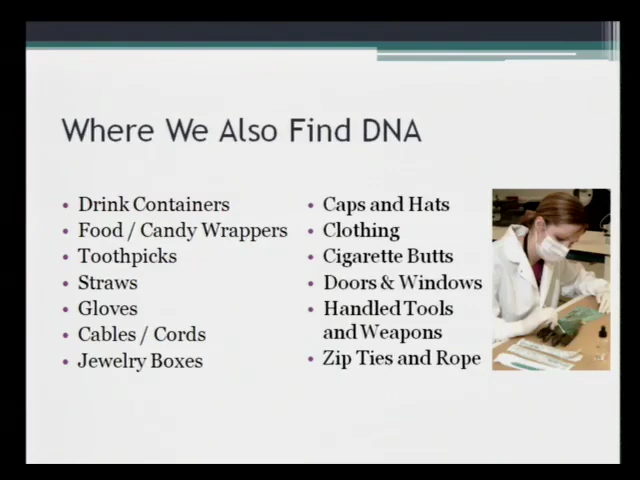 Where We Also Find DNA
• Drink Containers
• Food / Candy Wrappers
• Toothpicks
• Straws
• Gloves
• Cables / Cords
• Jewelry Boxes
• Caps and Hats
• Clothing
• Cigarette Butts
• Doors & Windows
• Handled Tools
and Weapons
• Zip Ties and Rope